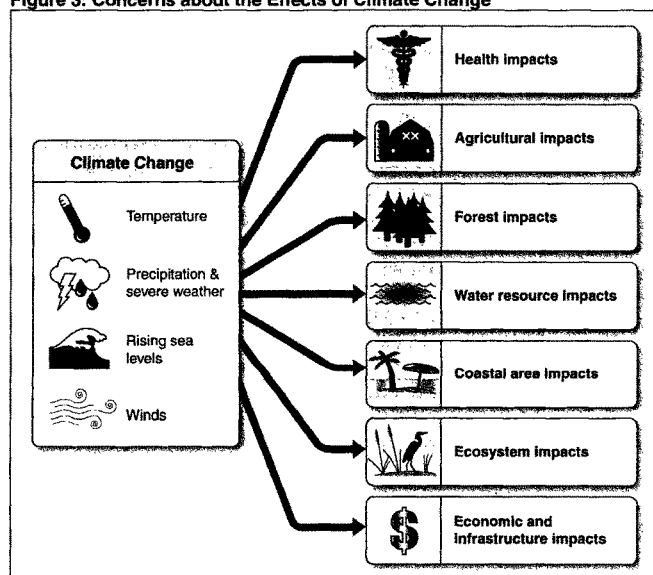 Figure 3: Concerns about the Effects of Climate Change
Climate Change
Temperature
Precipitation &
severe weather
Rising sea
levels
Winds
Health impacts
Agricultural impacts
Forest impacts
Water resource impacts
Coastal area impacts
Ecosystem impacts
Economic and
infrastructure impacts